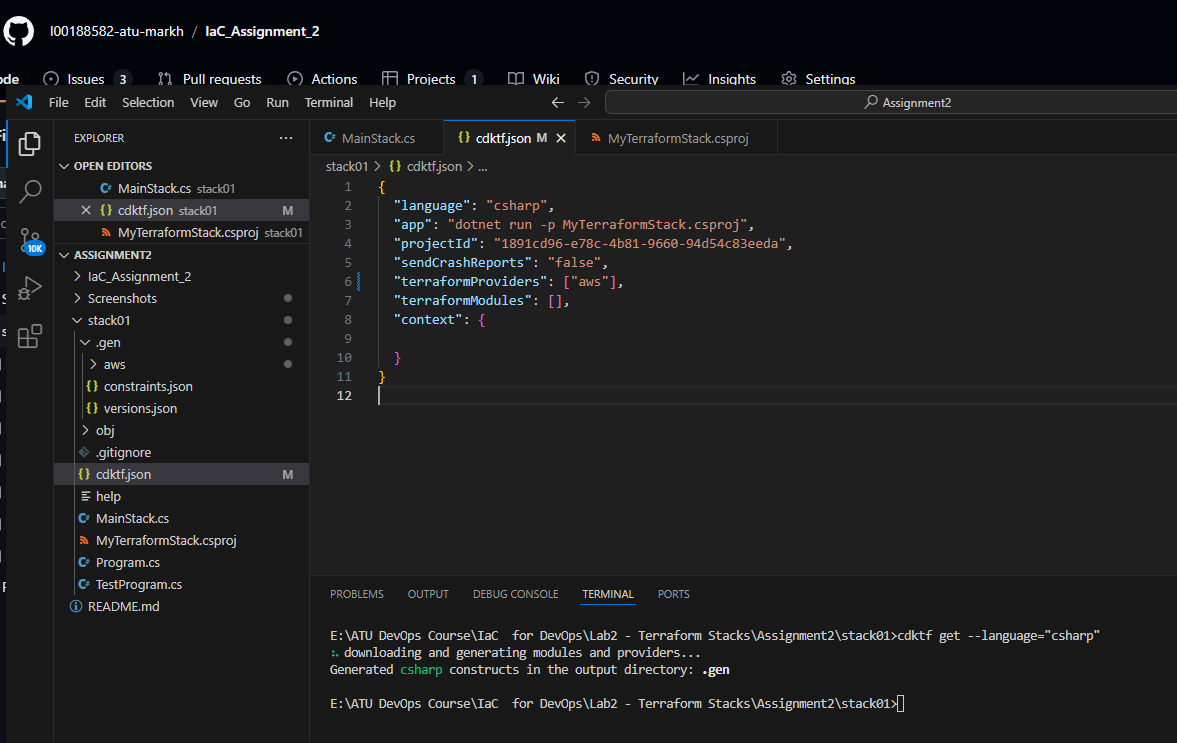 l00188582-atu-markh / IaC_Assignment_2
Issues 3 Pull requests Actions Projects 1 Wiki Security Insights Settings
File Edit Selection View Go Run Terminal Help Assignment2
EXPLORER
OPEN EDITORS
MainStack.cs stack01
cdktf.json stack01 M
MyTerraformStack.csproj stack01
10K
ASSIGNMENT2
IaC_Assignment_2
Screenshots
stack01
.gen
aws
constraints.json
versions.json
obj
.gitignore
cdktf.json M
help
MainStack.cs
MyTerraformStack.csproj
Program.cs
TestProgram.cs
README.md
MainStack.cs cdktf.json M MyTerraformStack.csproj
stack01 > {} cdktf.json > ...
1 {
2 "language": "csharp",
3 "app": "dotnet run -p MyTerraformStack.csproj",
4 "projectId": "1891cd96-e78c-4b81-9660-94d54c83eeda",
5 "sendCrashReports": "false",
6 "terraformProviders": ["aws"],
7 "terraformModules": [],
8 "context": {
9
10 }
11 }
12
PROBLEMS OUTPUT DEBUG CONSOLE TERMINAL PORTS
E:\ATU DevOps Course\IaC  for DevOps\Lab2 - Terraform Stacks\Assignment2\stack01>cdktf get --language="csharp"
downloading and generating modules and providers...
Generated csharp constructs in the output directory: .gen
E:\ATU DevOps Course\IaC  for DevOps\Lab2 - Terraform Stacks\Assignment2\stack01>